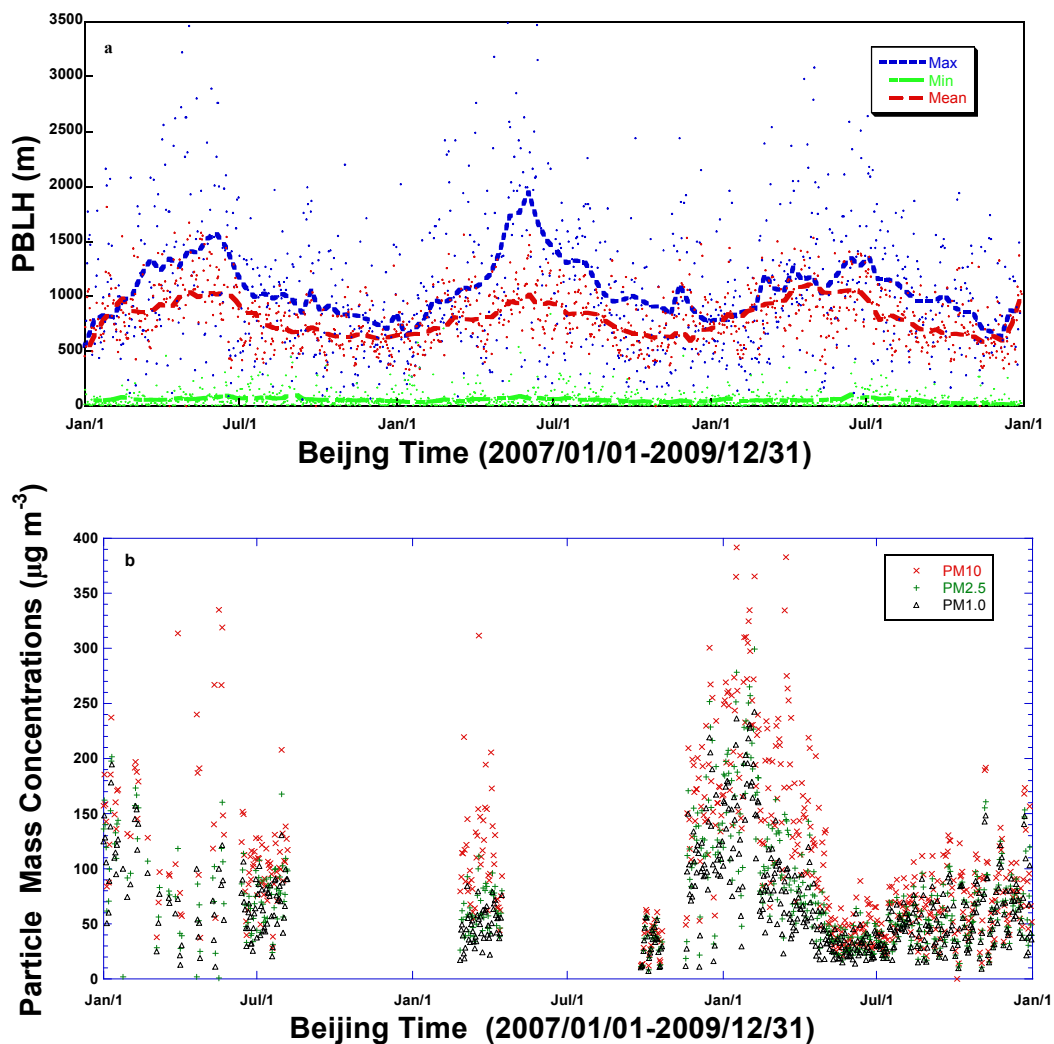 a
3500
3000
2500
2000
1500
1000
500
0
PBLH (m)
Max
Min
Mean
Jan/1 Jul/1 Jan/1 Jul/1 Jan/1 Jul/1 Jan/1
Beijng Time (2007/01/01-2009/12/31)
b
400
350
300
250
200
150
100
50
0
Particle Mass Concentrations (µg m-3)
PM10
PM2.5
PM1.0
Jan/1 Jul/1 Jan/1 Jul/1 Jan/1 Jul/1 Jan/1
Beijing Time (2007/01/01-2009/12/31)